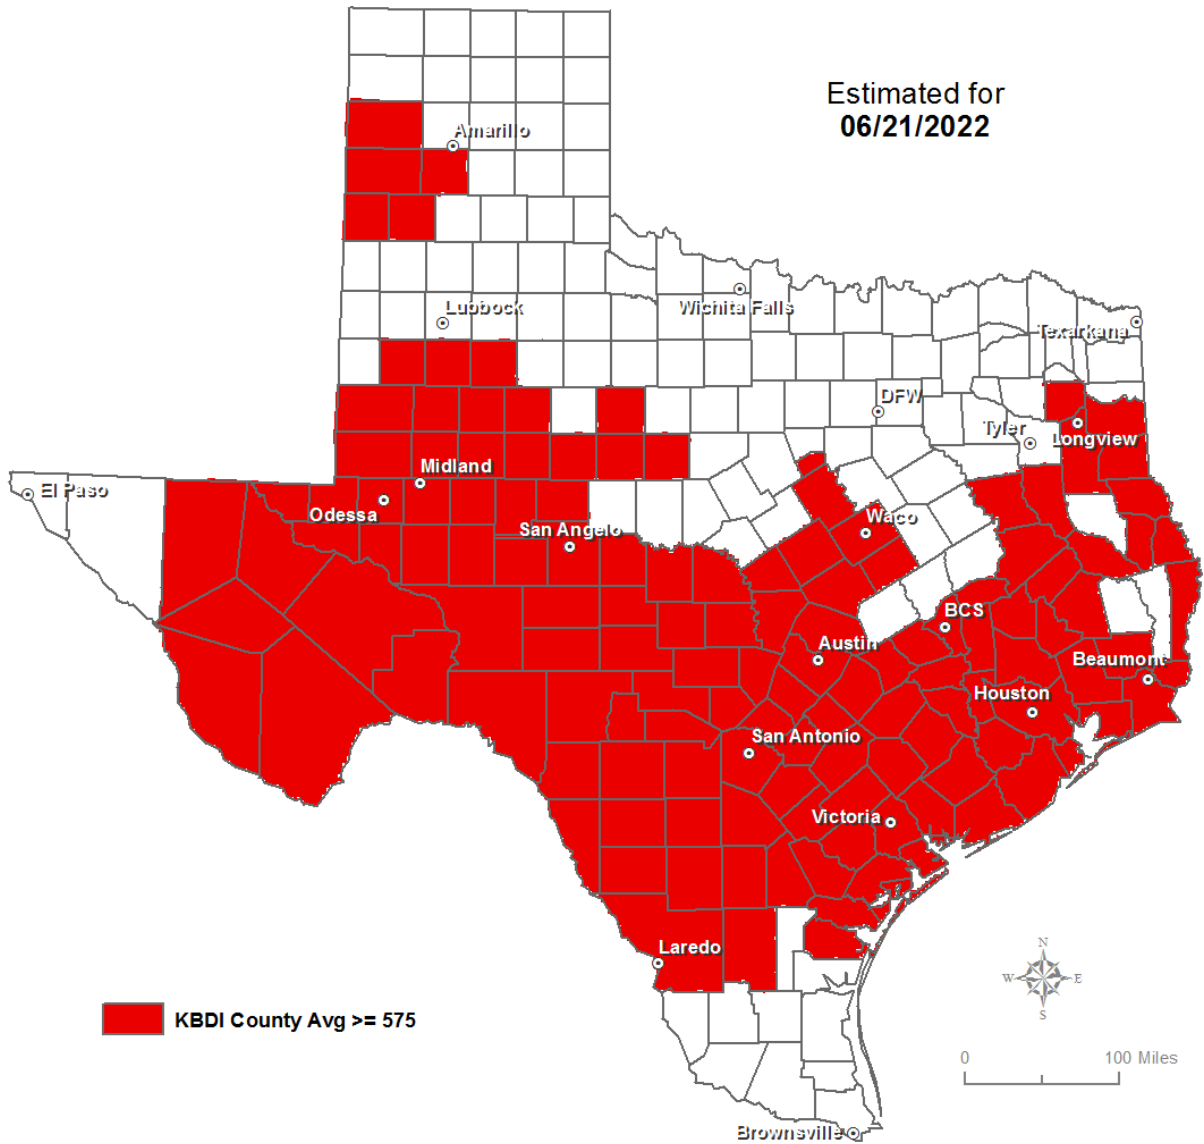 Estimated for
06/21/2022
Amarillo
Lubbock
Wichita Falls
Texarkana
DFW
Tyler
Longview
El Paso
Midland
Odessa
San Angelo
Waco
BCS
Austin
Beaumont
Houston
San Antonio
Victoria
Laredo
N
W E
S
KBDI County Avg >= 575
0 100 Miles
Brownsville